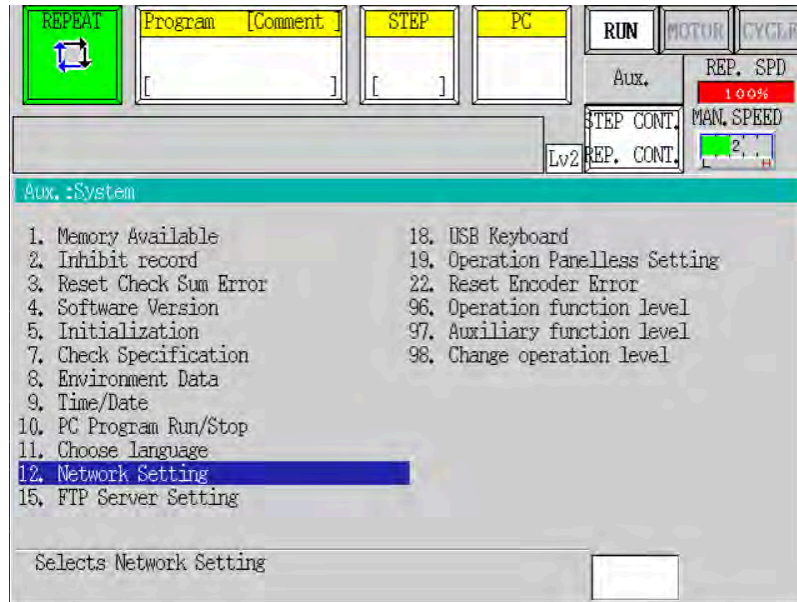 REPEAT
Program [Comment ]
[ ]
STEP
[ ]
PC
RUN
MOTOR
CYCLE
Aux.
REP. SPD
100%
STEP CONT.
REP. CONT.
MAN. SPEED
2
L H
Lv2
Aux.:System
1. Memory Available
2. Inhibit record
3. Reset Check Sum Error
4. Software Version
5. Initialization
7. Check Specification
8. Environment Data
9. Time/Date
10. PC Program Run/Stop
11. Choose language
12. Network Setting
15. FTP Server Setting
18. USB Keyboard
19. Operation Panelless Setting
22. Reset Encoder Error
96. Operation function level
97. Auxiliary function level
98. Change operation level
Selects Network Setting